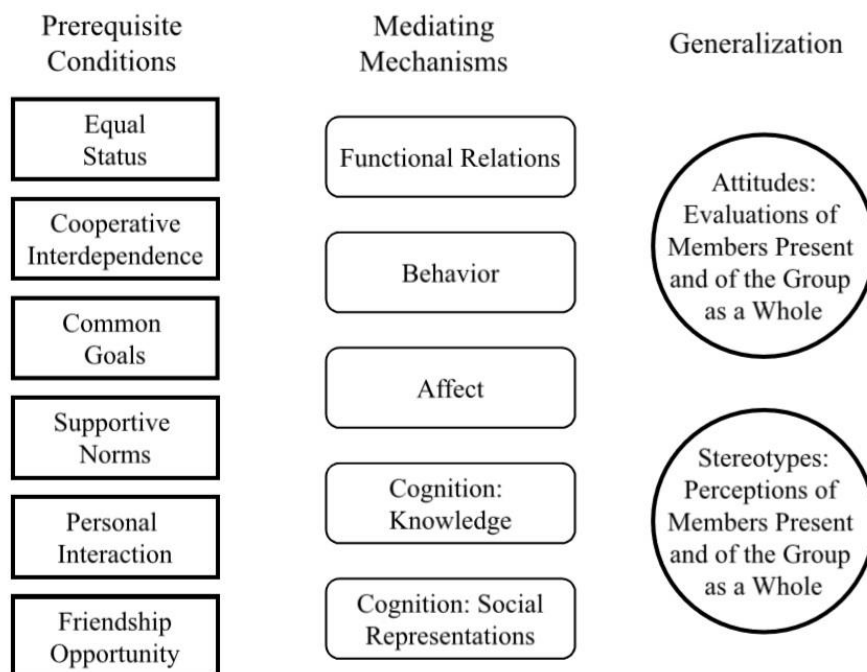 Prerequisite
Conditions
Equal
Status
Cooperative
Interdependence
Common
Goals
Supportive
Norms
Personal
Interaction
Friendship
Opportunity
Mediating
Mechanisms
Functional Relations
Behavior
Affect
Cognition:
Knowledge
Cognition: Social
Representations
Generalization
Attitudes:
Evaluations of
Members Present
and of the Group
as a Whole
Stereotypes:
Perceptions of
Members Present
and of the Group
as a Whole